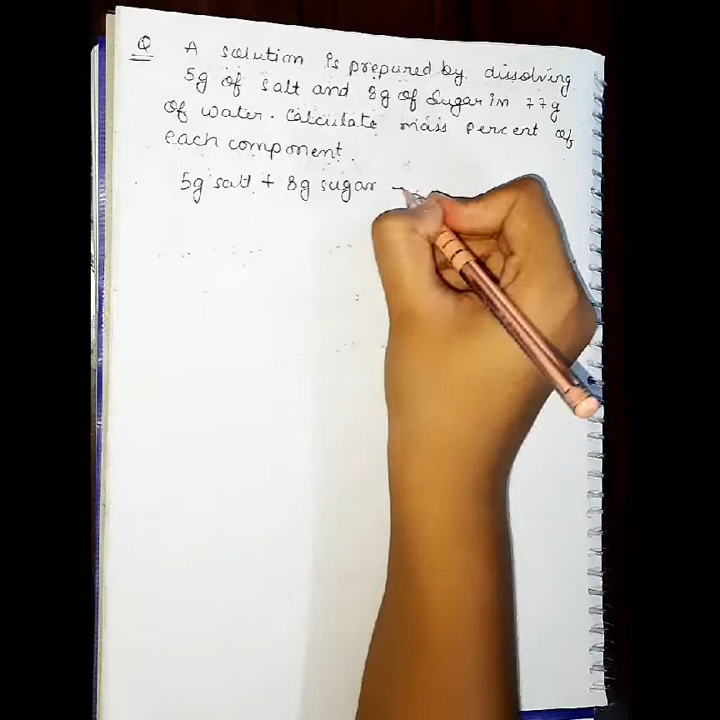 Q A solution is prepared by dissolving
5g of salt and 8g of Sugar in 77g
of water. Calculate mass percent of
each component.
5g salt + 8g sugar